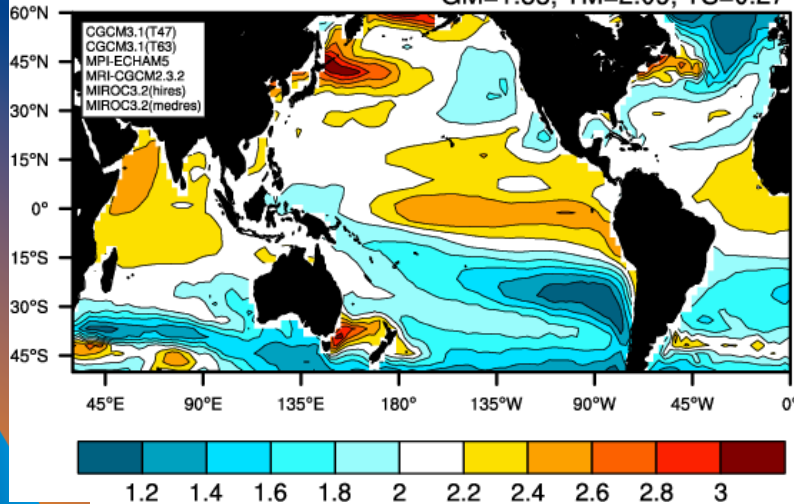 60°N
45°N
30°N
15°N
0°
15°S
30°S
45°S
CGCM3.1(T47)
CGCM3.1(T63)
MPI-ECHAM5
MRI-CGCM2.3.2
MIROC3.2(hires)
MIROC3.2(medres)
45°E 90°E 135°E 180° 135°W 90°W 45°W 0°
1.2 1.4 1.6 1.8 2 2.2 2.4 2.6 2.8 3